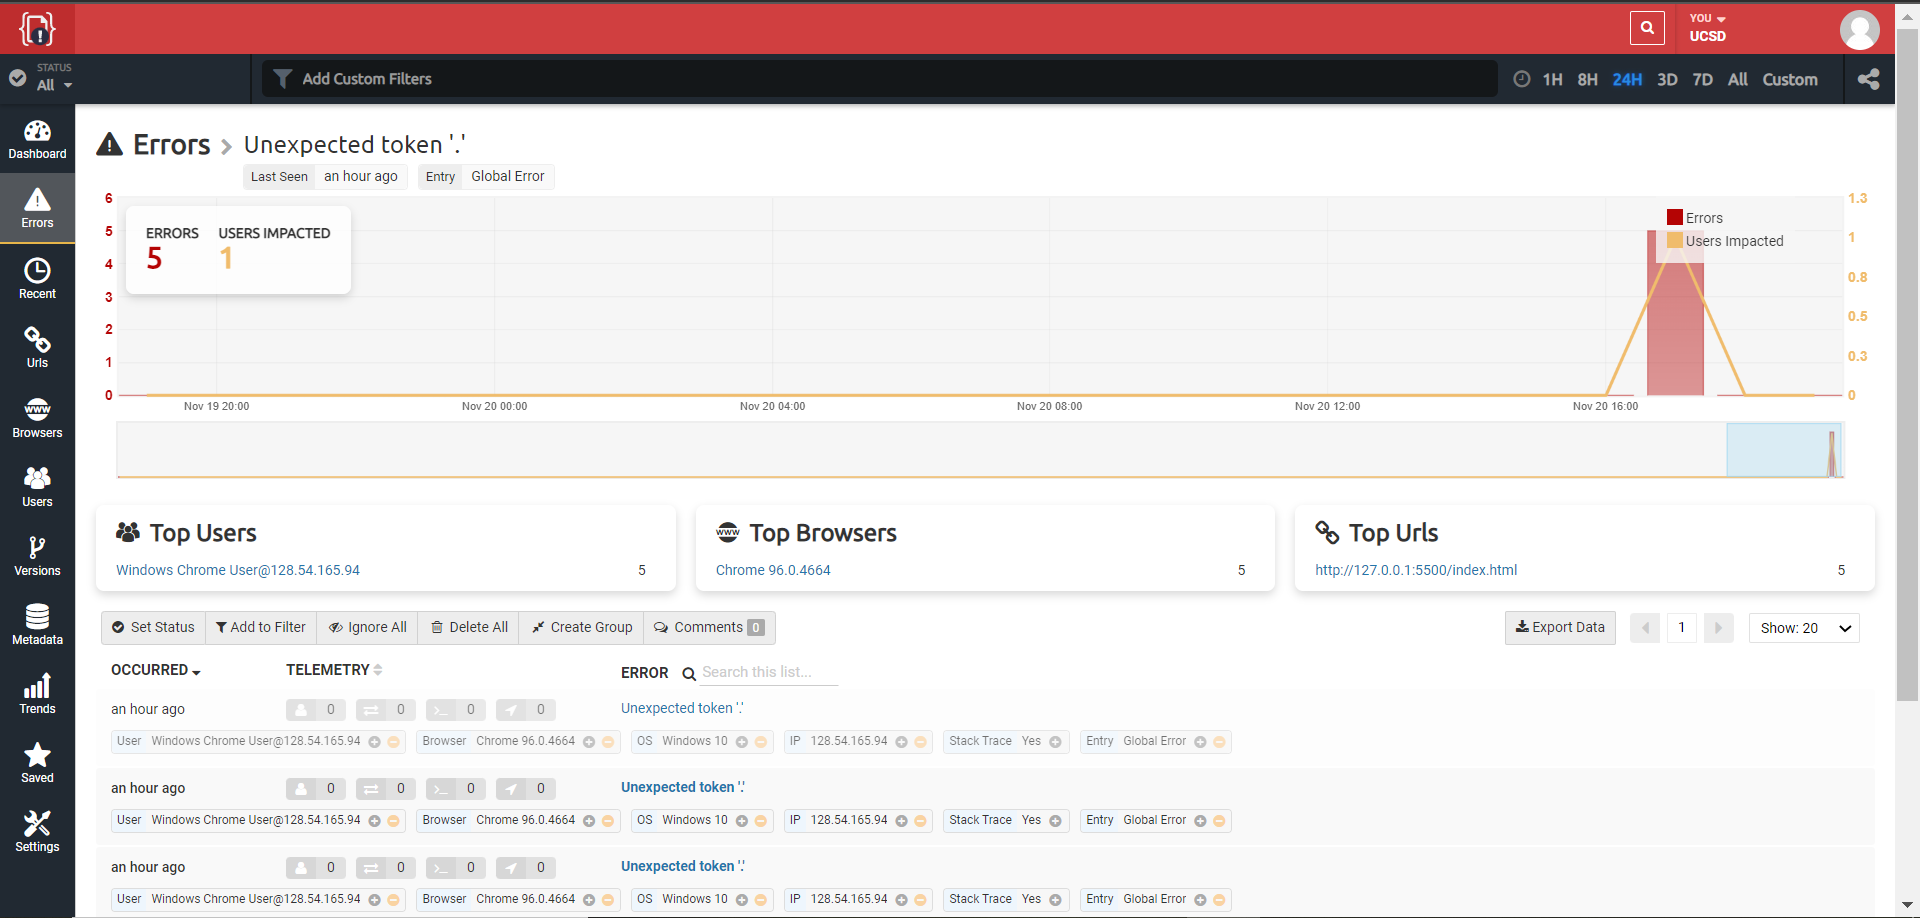 YOU
UCSD
STATUS
All
Add Custom Filters
1H 8H 24H 3D 7D All Custom
Dashboard
Errors
Recent
Urls
Browsers
Users
Versions
Metadata
Trends
Saved
Settings
Errors Unexpected token '.'
Last Seen an hour ago Entry Global Error
ERRORS USERS IMPACTED
5 1
Errors
Users Impacted
6
5
4
3
2
1
0
1.3
1
0.8
0.5
0.3
0
Nov 19 20:00 Nov 20 00:00 Nov 20 04:00 Nov 20 08:00 Nov 20 12:00 Nov 20 16:00
Top Users
Windows Chrome User@128.54.165.94 5
www Top Browsers
Chrome 96.0.4664 5
Top Urls
http://127.0.0.1:5500/index.html 5
Set Status Add to Filter Ignore All Delete All Create Group Comments 0
Export Data 1 Show: 20
OCCURRED TELEMETRY ERROR Search this list...
an hour ago 0 0 0 0 Unexpected token '.'
User Windows Chrome User@128.54.165.94 Browser Chrome 96.0.4664 OS Windows 10 IP 128.54.165.94 Stack Trace Yes Entry Global Error
an hour ago 0 0 0 0 Unexpected token '.'
User Windows Chrome User@128.54.165.94 Browser Chrome 96.0.4664 OS Windows 10 IP 128.54.165.94 Stack Trace Yes Entry Global Error
an hour ago 0 0 0 0 Unexpected token '.'
User Windows Chrome User@128.54.165.94 Browser Chrome 96.0.4664 OS Windows 10 IP 128.54.165.94 Stack Trace Yes Entry Global Error